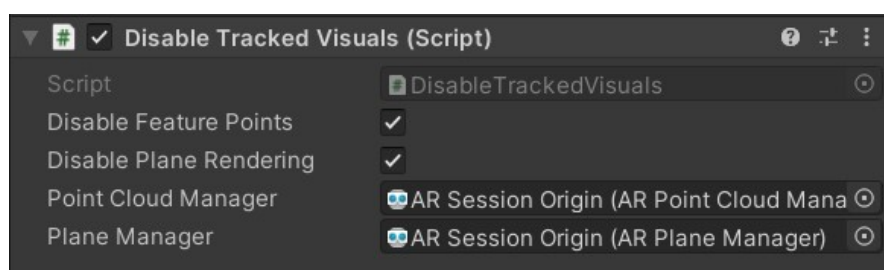 Disable Tracked Visuals (Script)
Script DisableTrackedVisuals
Disable Feature Points
Disable Plane Rendering
Point Cloud Manager AR Session Origin (AR Point Cloud Mana
Plane Manager AR Session Origin (AR Plane Manager)